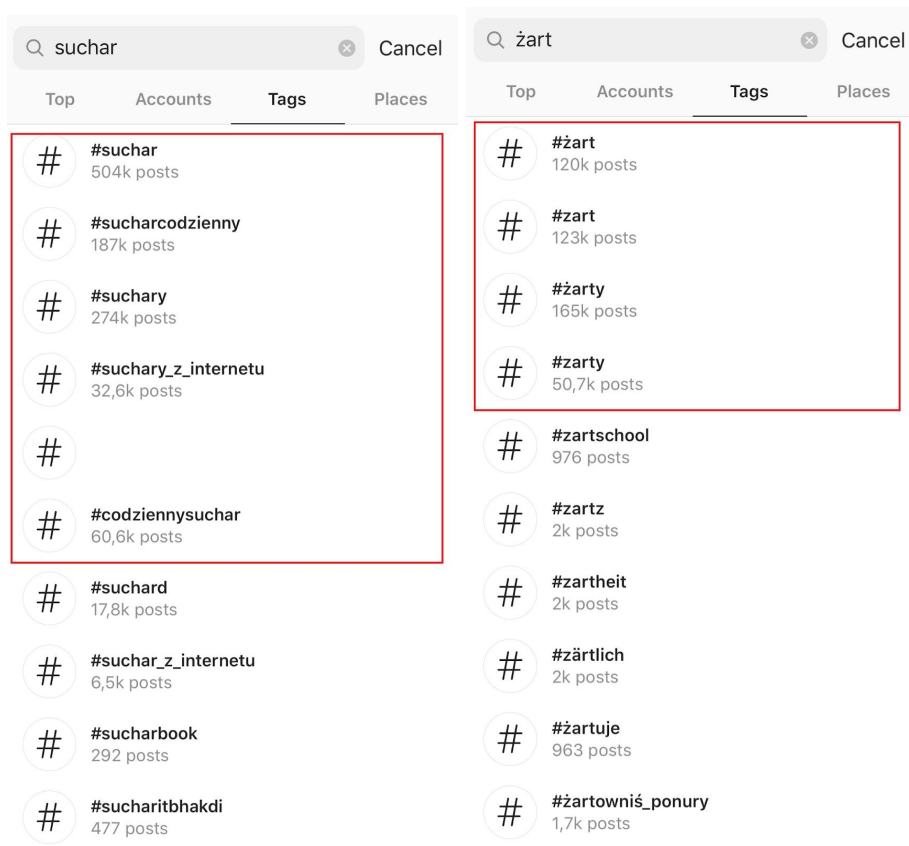 suchar
Cancel
Top
Accounts
Tags
Places
#suchar
504k posts
#sucharcodzienny
187k posts
#suchary
274k posts
#suchary_z_internetu
32,6k posts
#codziennysuchar
60,6k posts
#suchard
17,8k posts
#suchar_z_internetu
6,5k posts
#sucharbook
292 posts
#sucharitbhakdi
477 posts
żart
Cancel
Top
Accounts
Tags
Places
#żart
120k posts
#zart
123k posts
#żarty
165k posts
#zarty
50,7k posts
#zartschool
976 posts
#zartz
2k posts
#zartheit
2k posts
#zärtlich
2k posts
#żartuje
963 posts
#żartowniś_ponury
1,7k posts